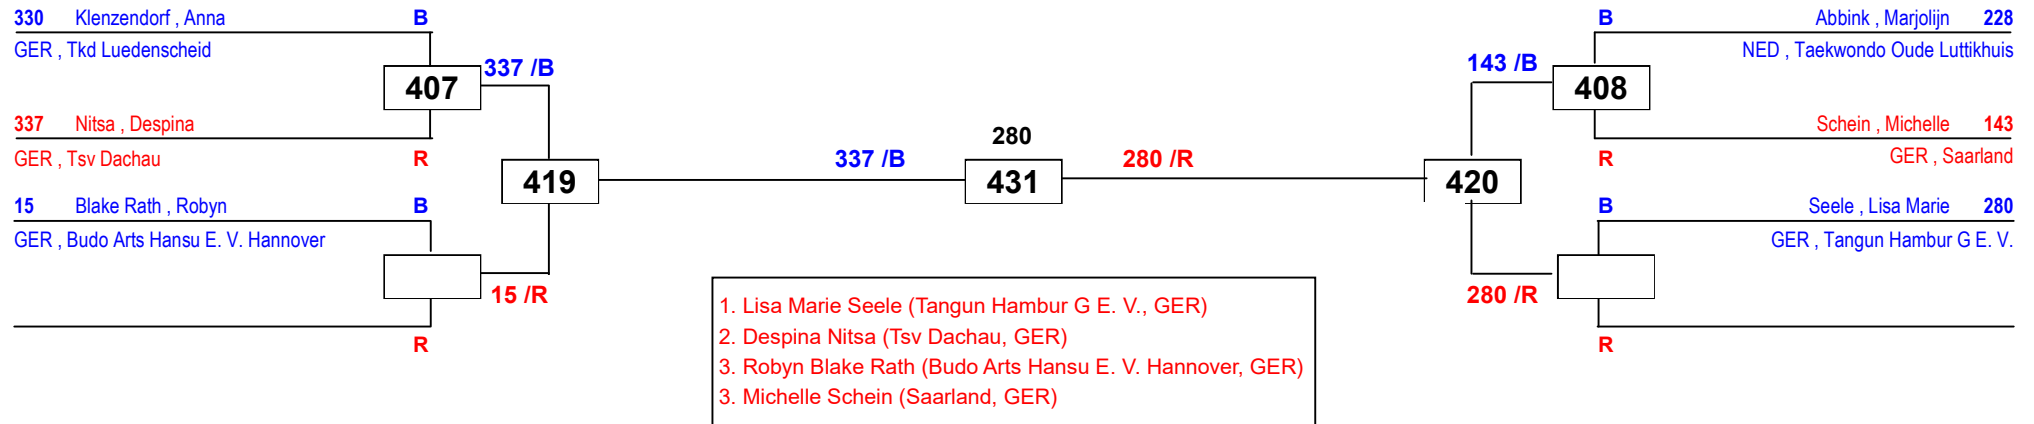 330 Klenzendorf , Anna B
GER , Tkd Luedenscheid
407
337 /B
337 Nitsa , Despina
GER , Tsv Dachau R
419
15 Blake Rath , Robyn B
GER , Budo Arts Hansu E. V. Hannover
15 /R
R
337 /B
280
431
280 /R
B Abbink , Marjolijn 228
NED , Taekwondo Oude Luttikhuis
143 /B
408
Schein , Michelle 143
R GER , Saarland
420
B Seele , Lisa Marie 280
GER , Tangun Hambur G E. V.
280 /R
R
1. Lisa Marie Seele (Tangun Hambur G E. V., GER)
2. Despina Nitsa (Tsv Dachau, GER)
3. Robyn Blake Rath (Budo Arts Hansu E. V. Hannover, GER)
3. Michelle Schein (Saarland, GER)